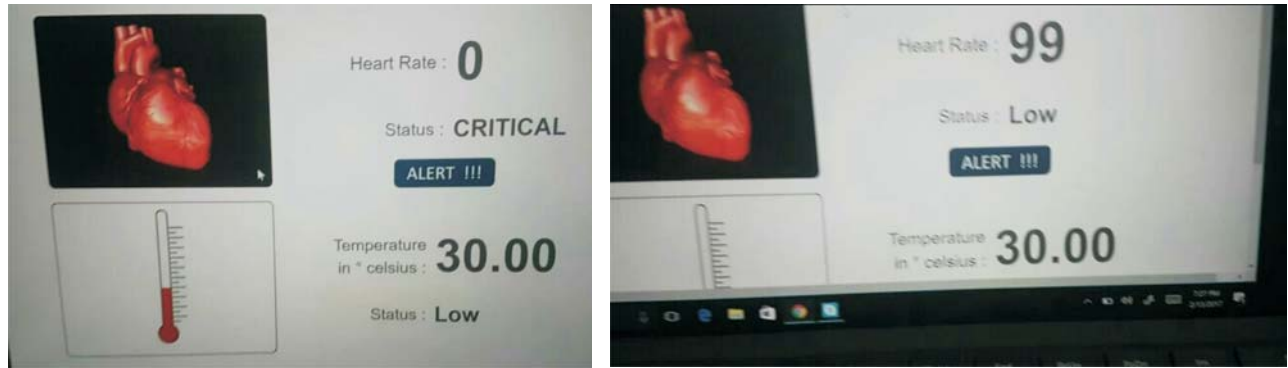 Heart Rate : 0
Status : CRITICAL
ALERT !!!
Temperature
in ° celsius : 30.00
Status : Low
Heart Rate : 99
Status : Low
ALERT !!!
Temperature
in ° celsius : 30.00